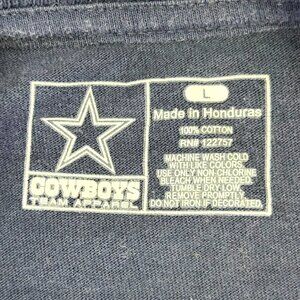 COWBOYS
TEAM APPAREL
L
Made in Honduras
100% COTTON
RN# 122757
MACHINE WASH COLD
WITH LIKE COLORS.
USE ONLY NON-CHLORINE
BLEACH WHEN NEEDED.
TUMBLE DRY LOW.
REMOVE PROMPTLY.
DO NOT IRON IF DECORATED.